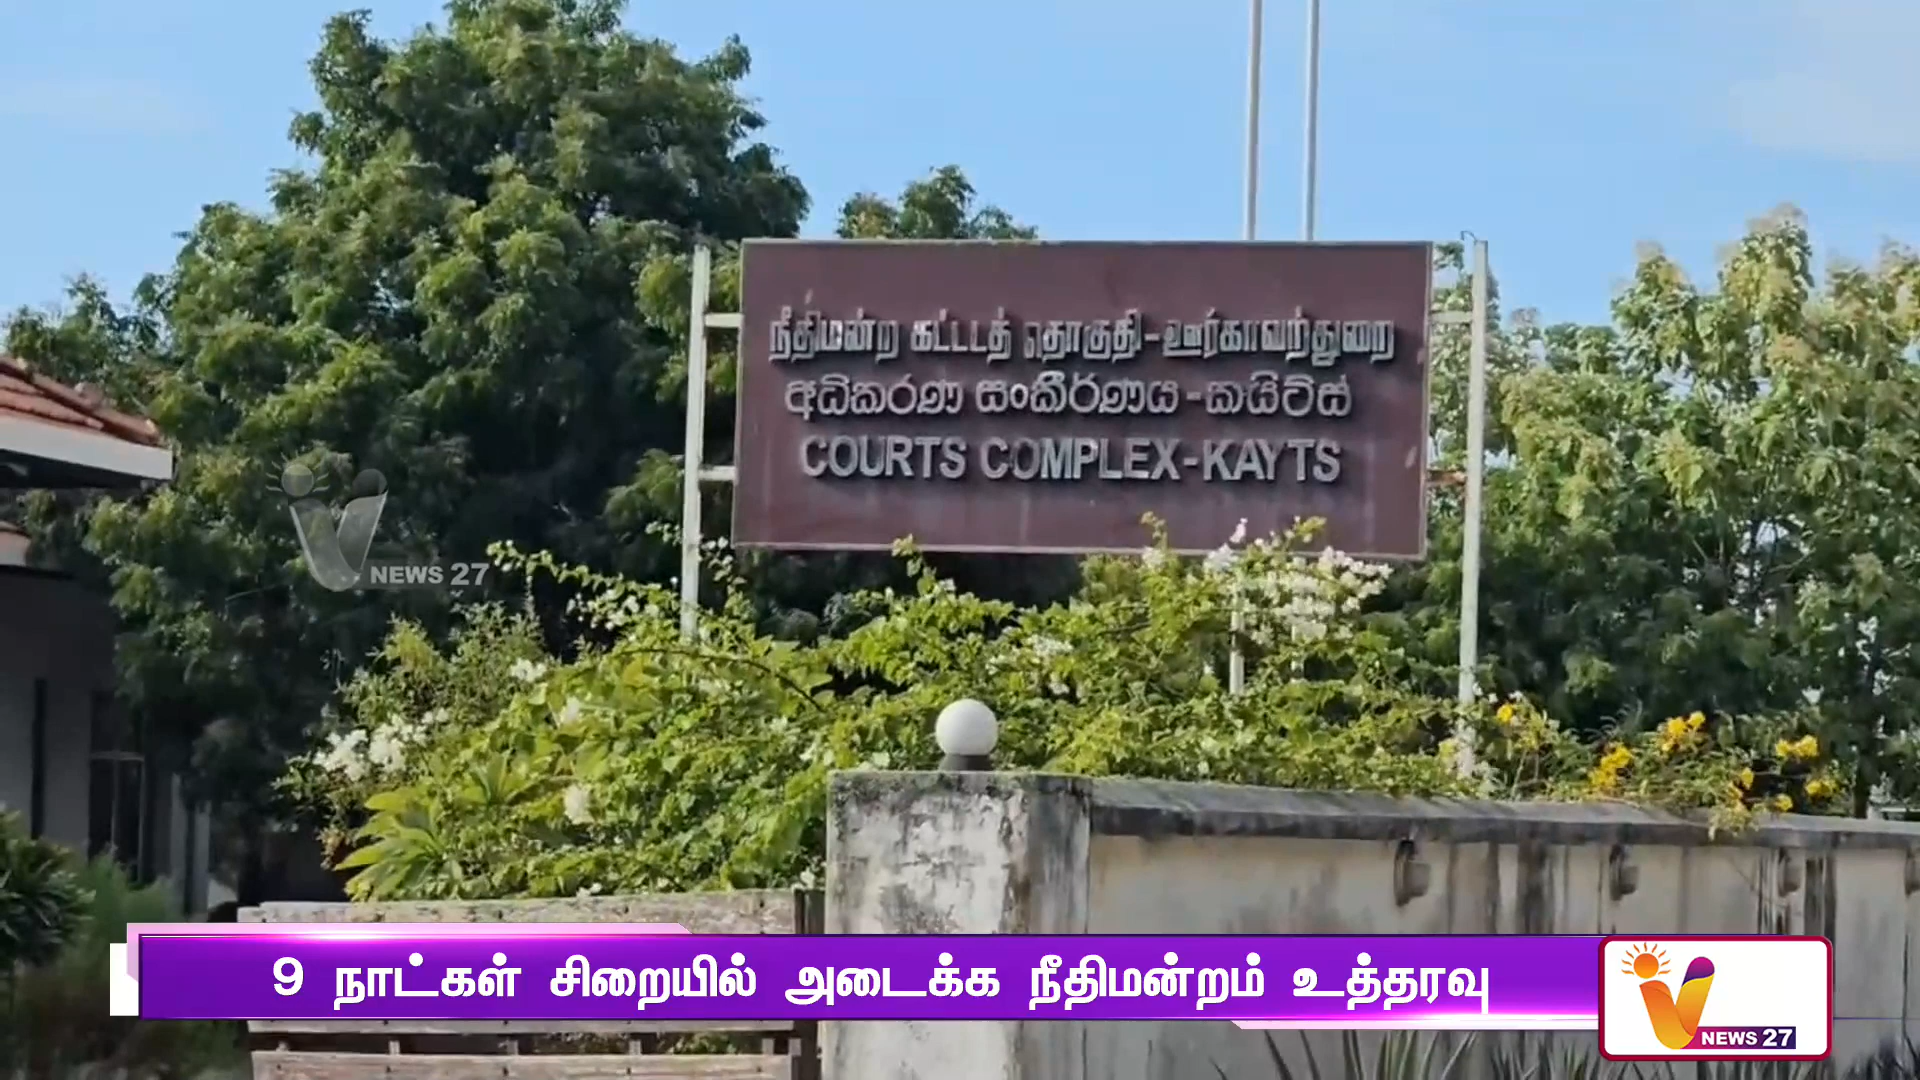 நீதிமன்ற கட்டடத் தொகுதி-ஊர்காவற்துறை
අධිකරණ සංකීර්ණය-කයිට්ස්
COURTS COMPLEX-KAYTS
NEWS 27
9 நாட்கள் சிறையில் அடைக்க நீதிமன்றம் உத்தரவு
NEWS 27